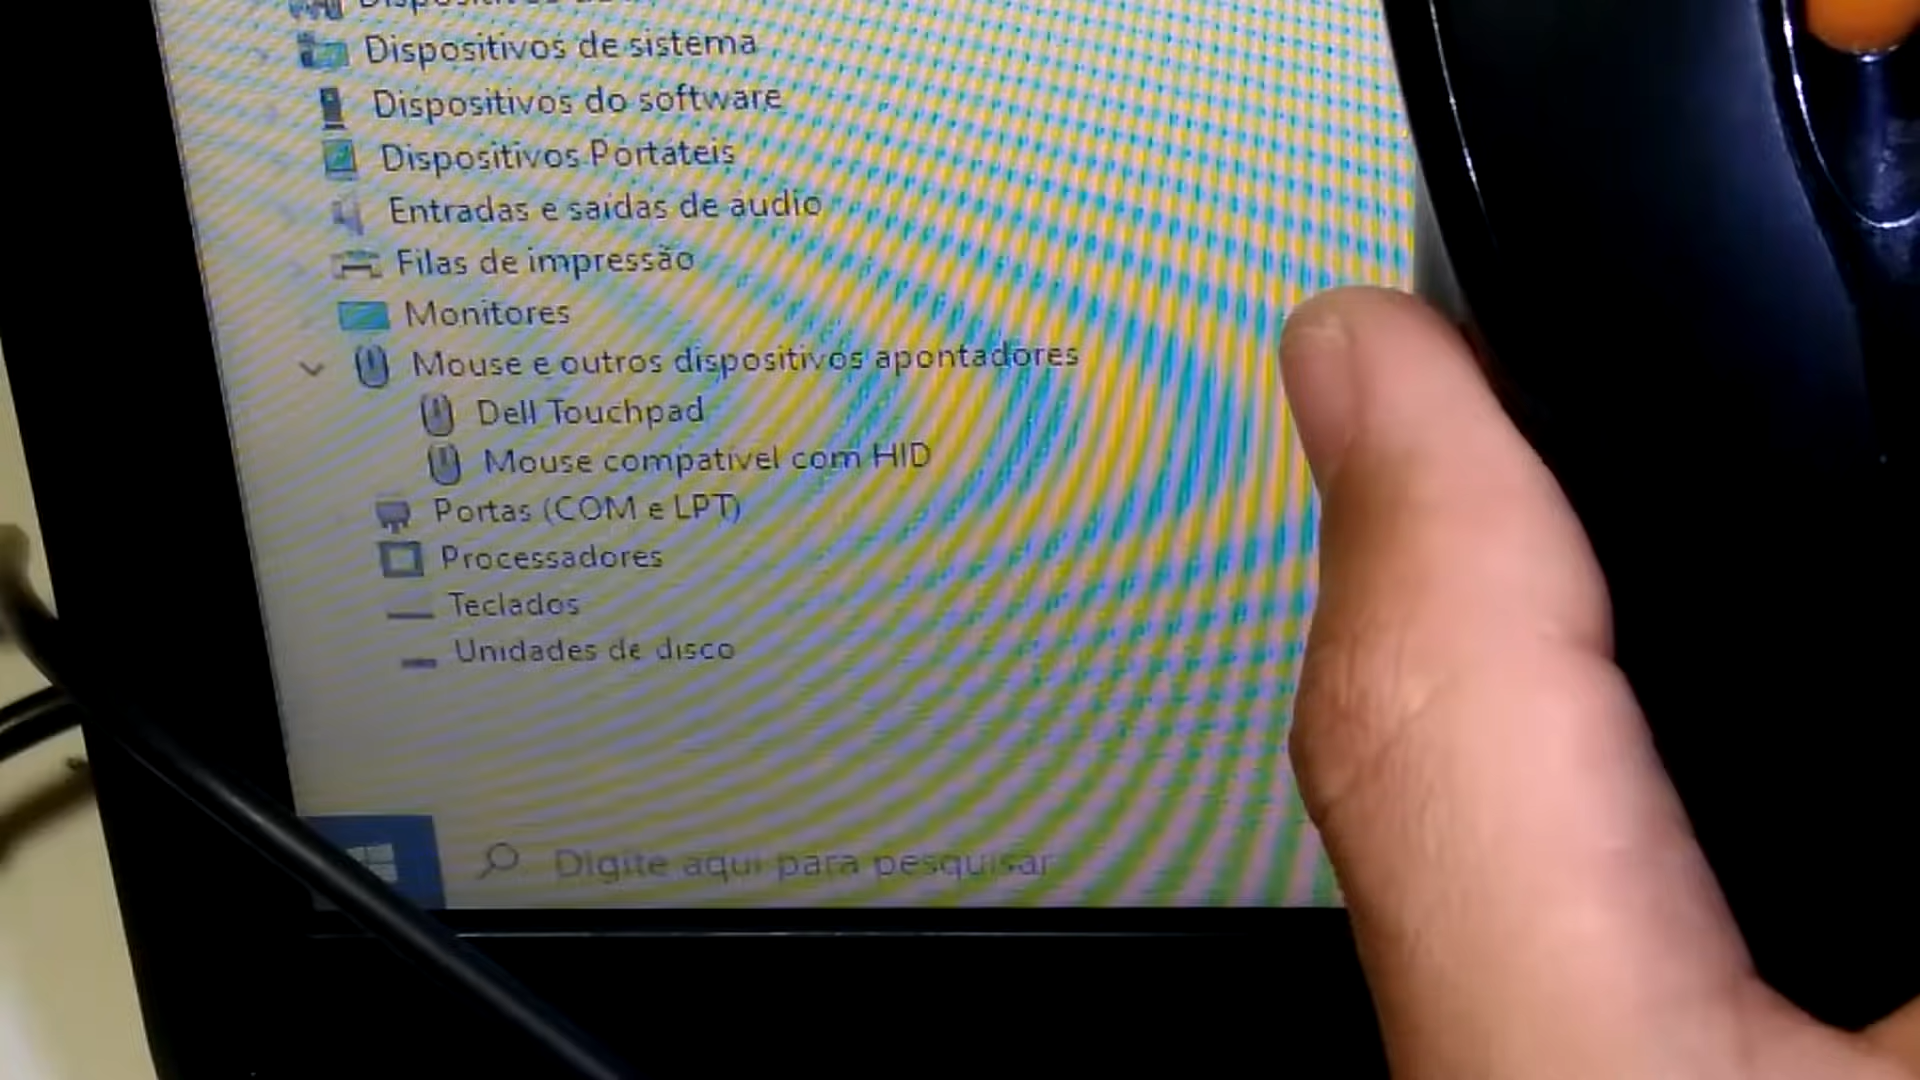 Dispositivos de sistema
Dispositivos do software
Dispositivos Portáteis
Entradas e saídas de áudio
Filas de impressão
Monitores
Mouse e outros dispositivos apontadores
Dell Touchpad
Mouse compatível com HID
Portas (COM e LPT)
Processadores
Teclados
Unidades de disco
Digite aqui para pesquisar